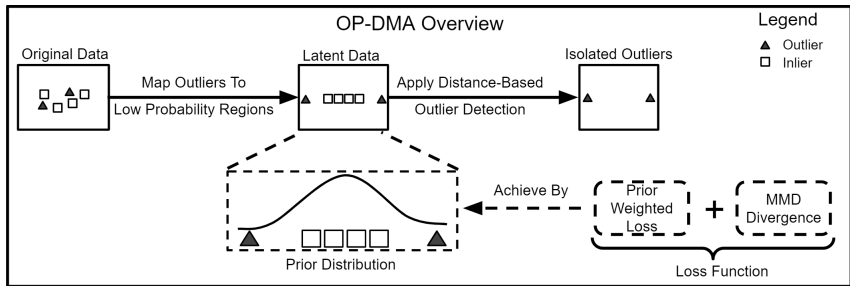 OP-DMA Overview
Legend
Outlier
Inlier
Original Data
Map Outliers To
Low Probability Regions
Latent Data
Apply Distance-Based
Outlier Detection
Isolated Outliers
Prior Distribution
Achieve By
Prior
Weighted
Loss
+
MMD
Divergence
Loss Function